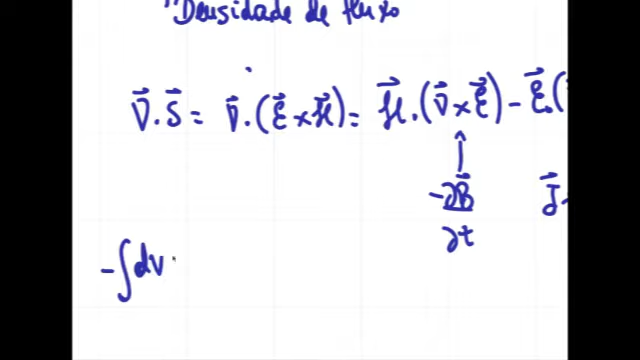 Densidade de fluxo
∇⃗·S⃗ = ∇⃗·(ℰ⃗×ℋ⃗) = ℋ⃗·(∇⃗×ℰ⃗) - ℰ⃗·(
↑
-∂B⃗/∂t J⃗
-∫dv